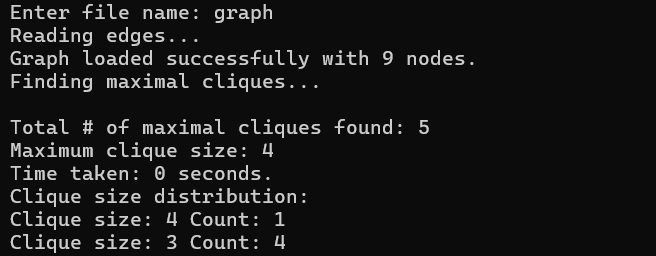 Enter file name: graph
Reading edges...
Graph loaded successfully with 9 nodes.
Finding maximal cliques...
Total # of maximal cliques found: 5
Maximum clique size: 4
Time taken: 0 seconds.
Clique size distribution:
Clique size: 4 Count: 1
Clique size: 3 Count: 4